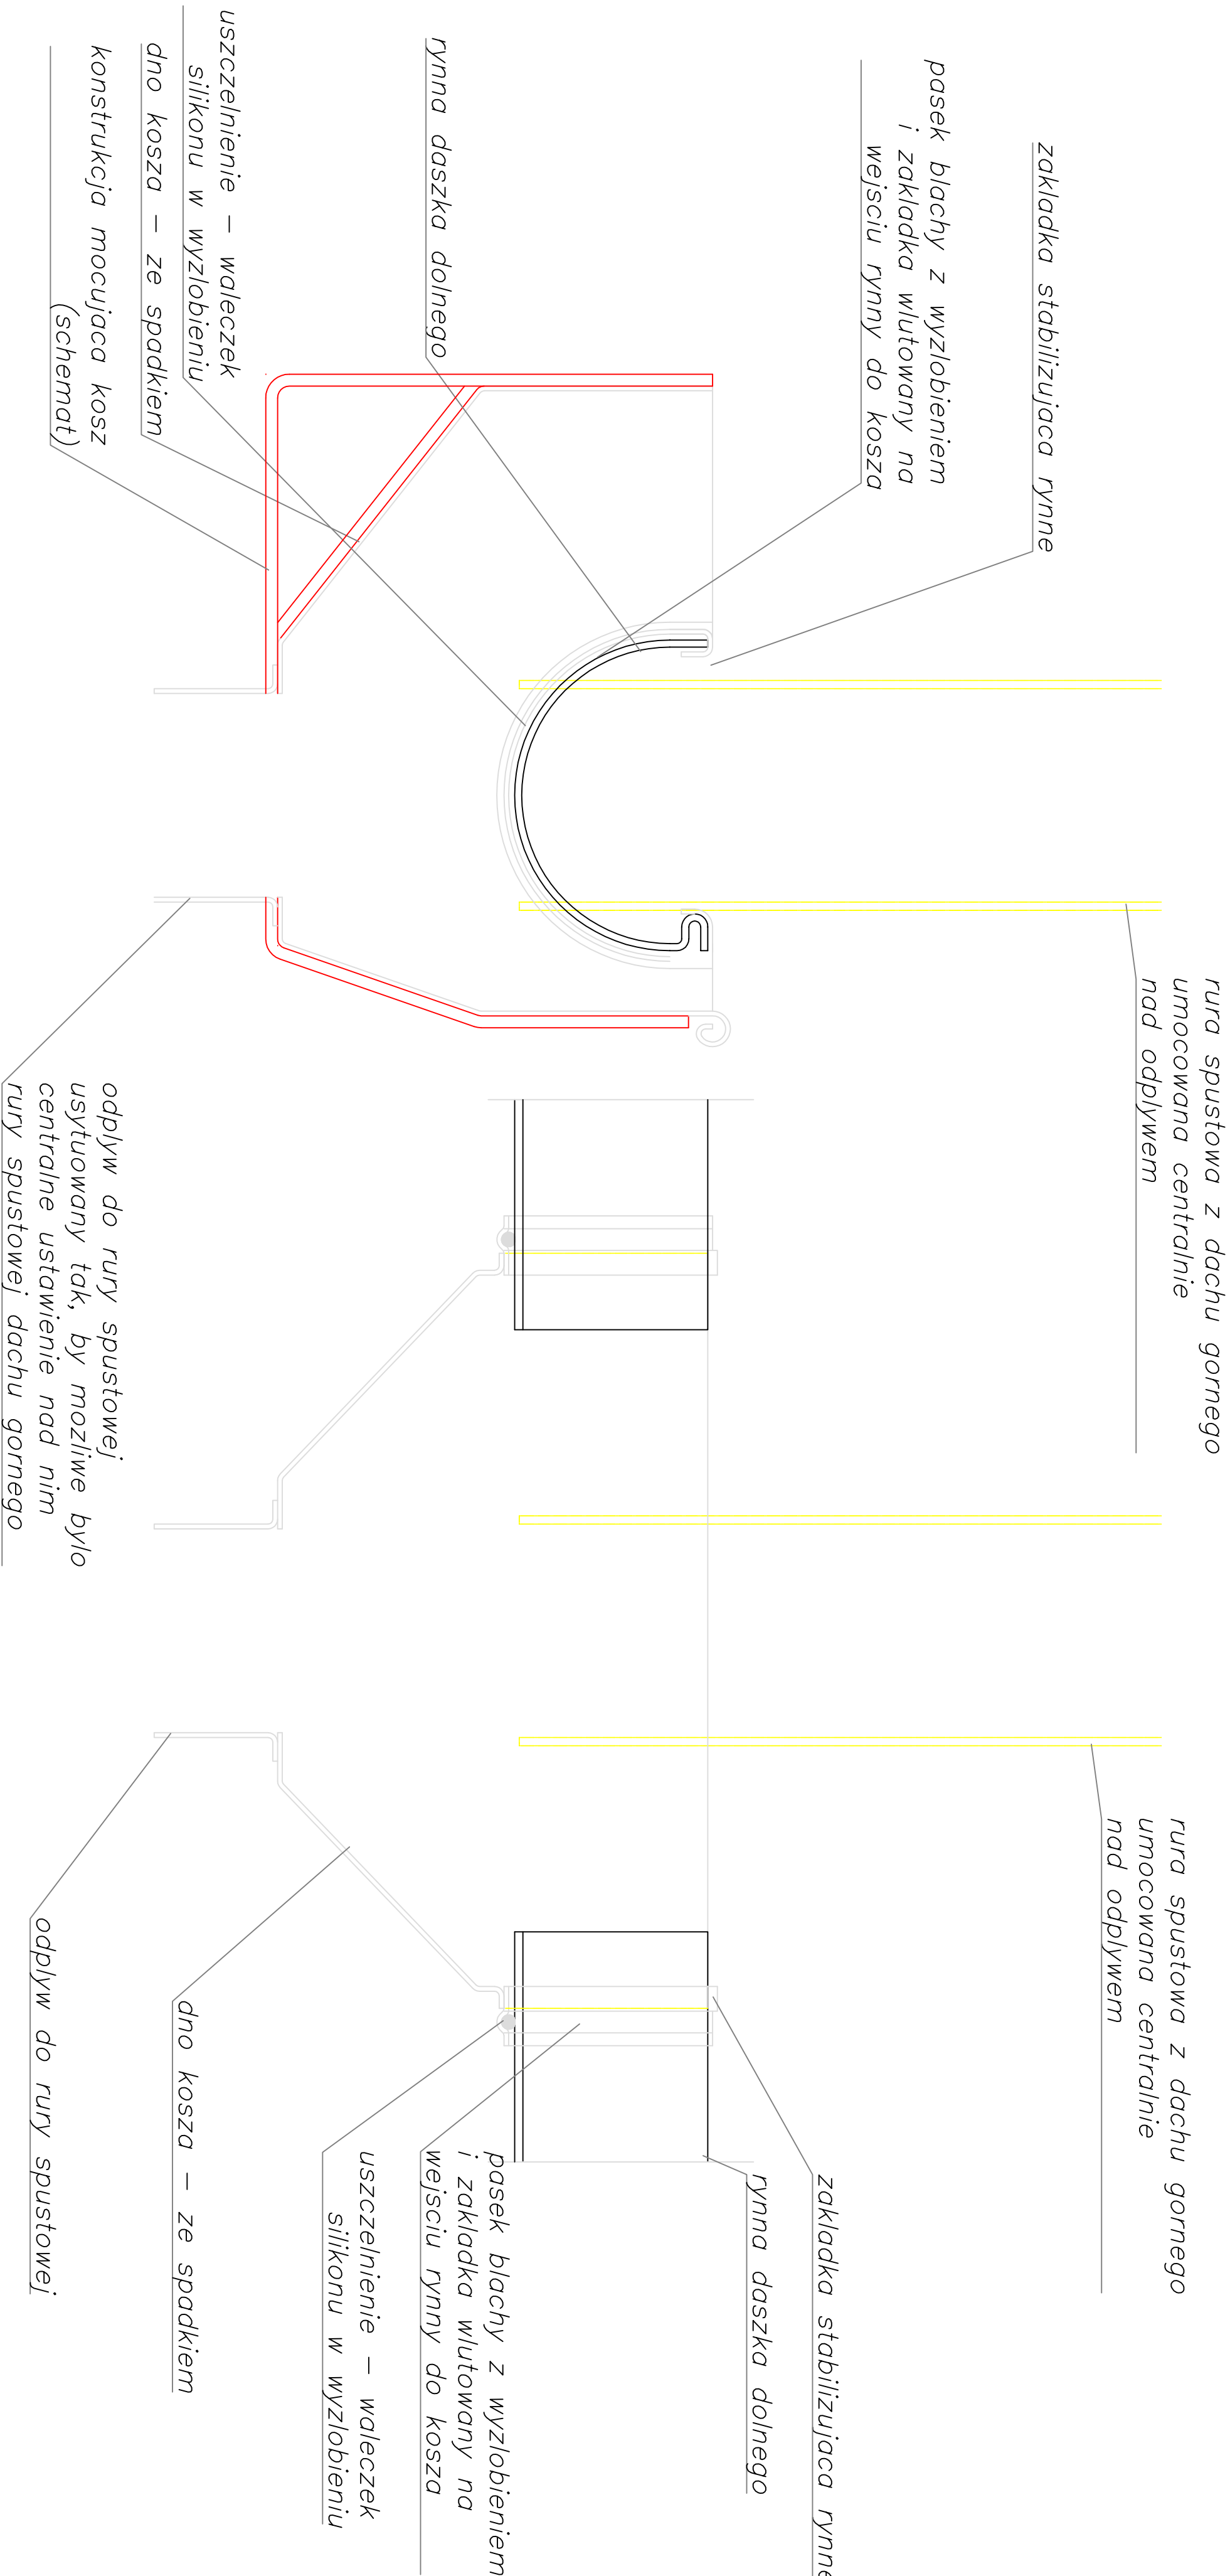 zakladka stabilizujaca rynne
pasek blachy z wyzlobieniem
i zakladka wlutowany na
wejsciu rynny do kosza
rynna daszka dolnego
uszczelnienie – waleczek
silikonu w wyzlobieniu
dno kosza – ze spadkiem
konstrukcja mocujaca kosz
(schemat)
rura spustowa z dachu gornego
umocowana centralnie
nad odplywem
odplyw do rury spustowej
usytuowany tak, by mozliwe bylo
centralne ustawienie nad nim
rury spustowej dachu gornego
rura spustowa z dachu gornego
umocowana centralnie
nad odplywem
zakladka stabilizujaca rynne
rynna daszka dolnego
pasek blachy z wyzlobieniem
i zakladka wlutowany na
wejsciu rynny do kosza
uszczelnienie – waleczek
silikonu w wyzlobieniu
dno kosza – ze spadkiem
odplyw do rury spustowej